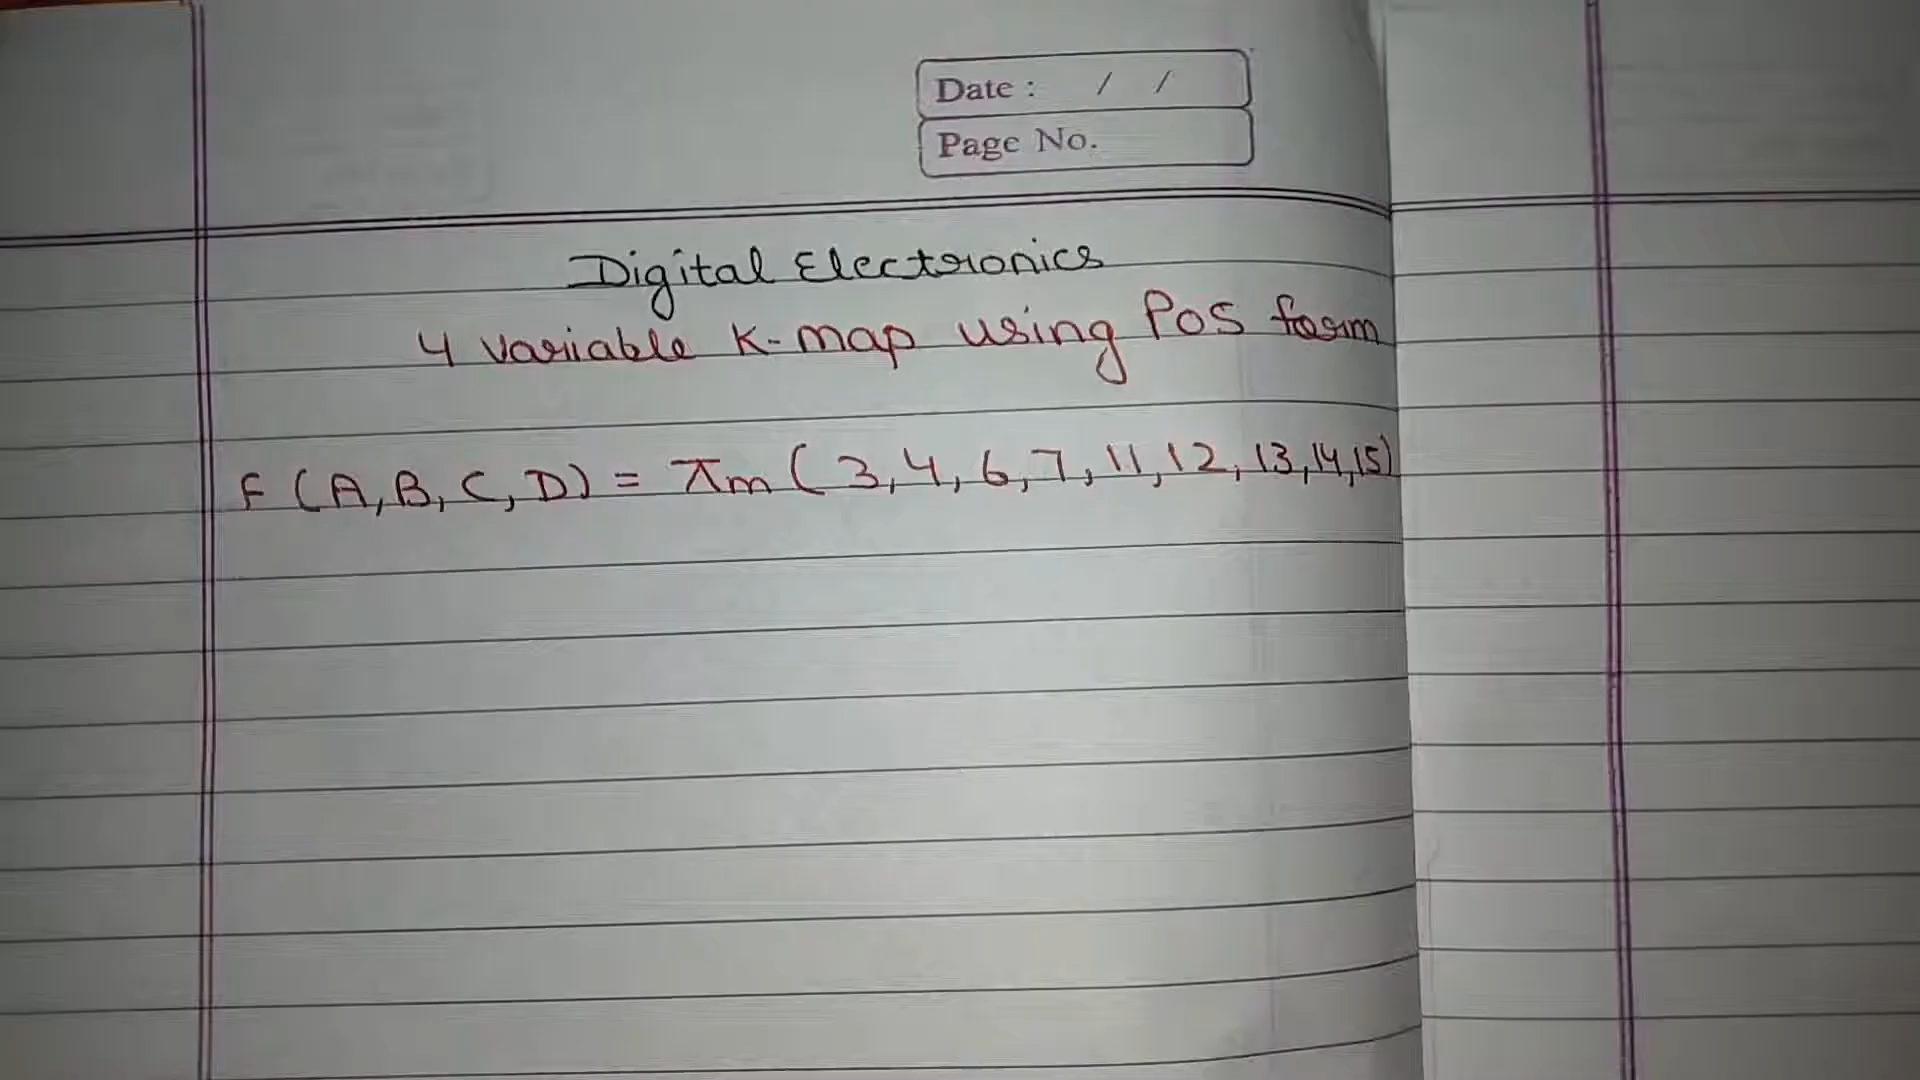 Date : / /
Page No.
Digital Electronics
4 variable K-map using POS form
F (A, B, C, D) = πm ( 3, 4, 6, 7, 11, 12, 13, 14, 15)